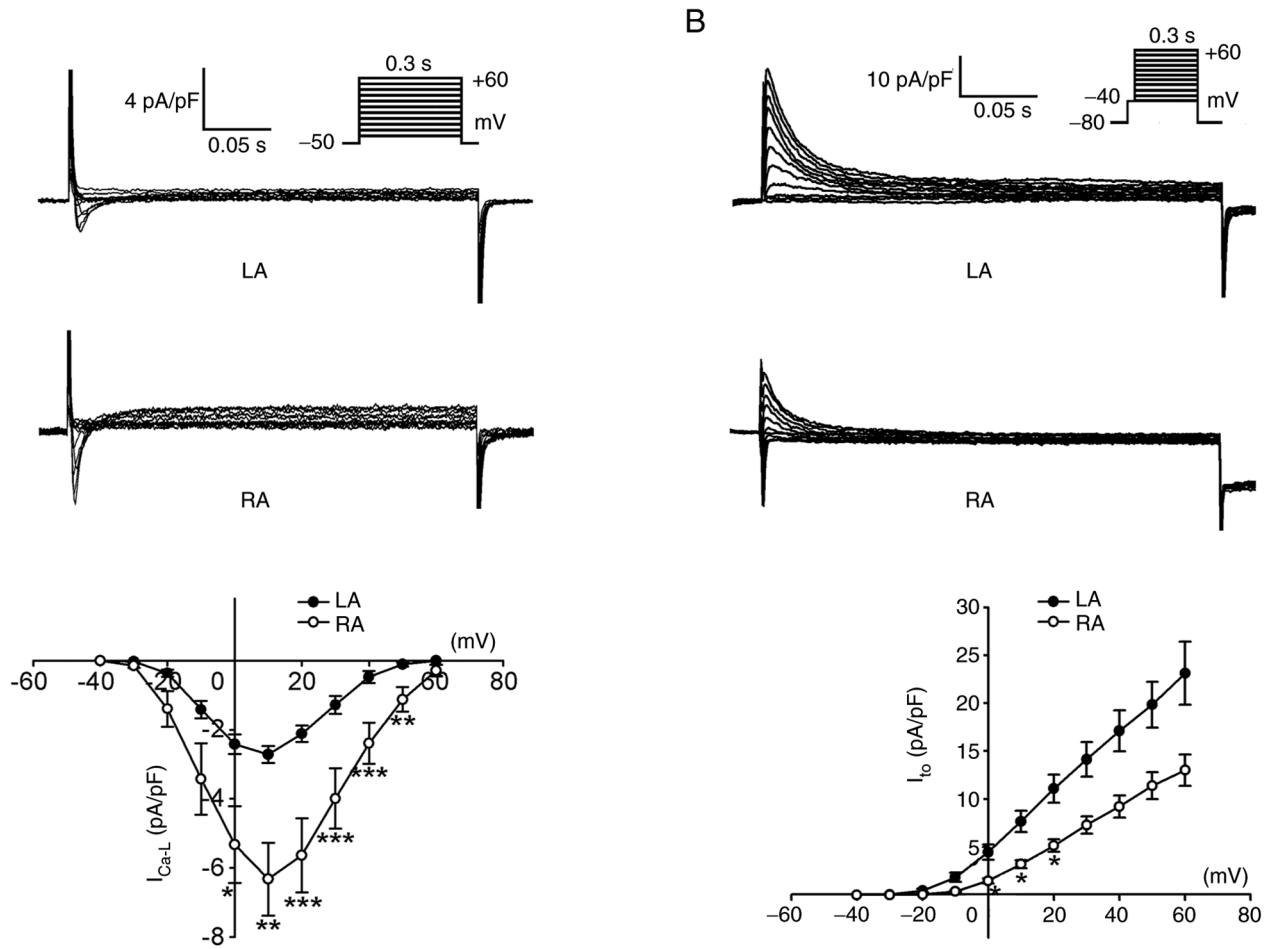 B
0.3 s
+60
4 pA/pF
0.05 s
mV
−50
LA
RA
0.3 s
+60
10 pA/pF
0.05 s
−40
mV
−80
LA
RA
LA
RA
(mV)
-60
-40
-20
0
20
40
60
80
-2
-4
-6
-8
I_Ca-L (pA/pF)
*
**
***
***
***
**
LA
RA
30
25
20
15
10
5
I_to (pA/pF)
(mV)
−60
−40
−20
0
20
40
60
80
*
*
*